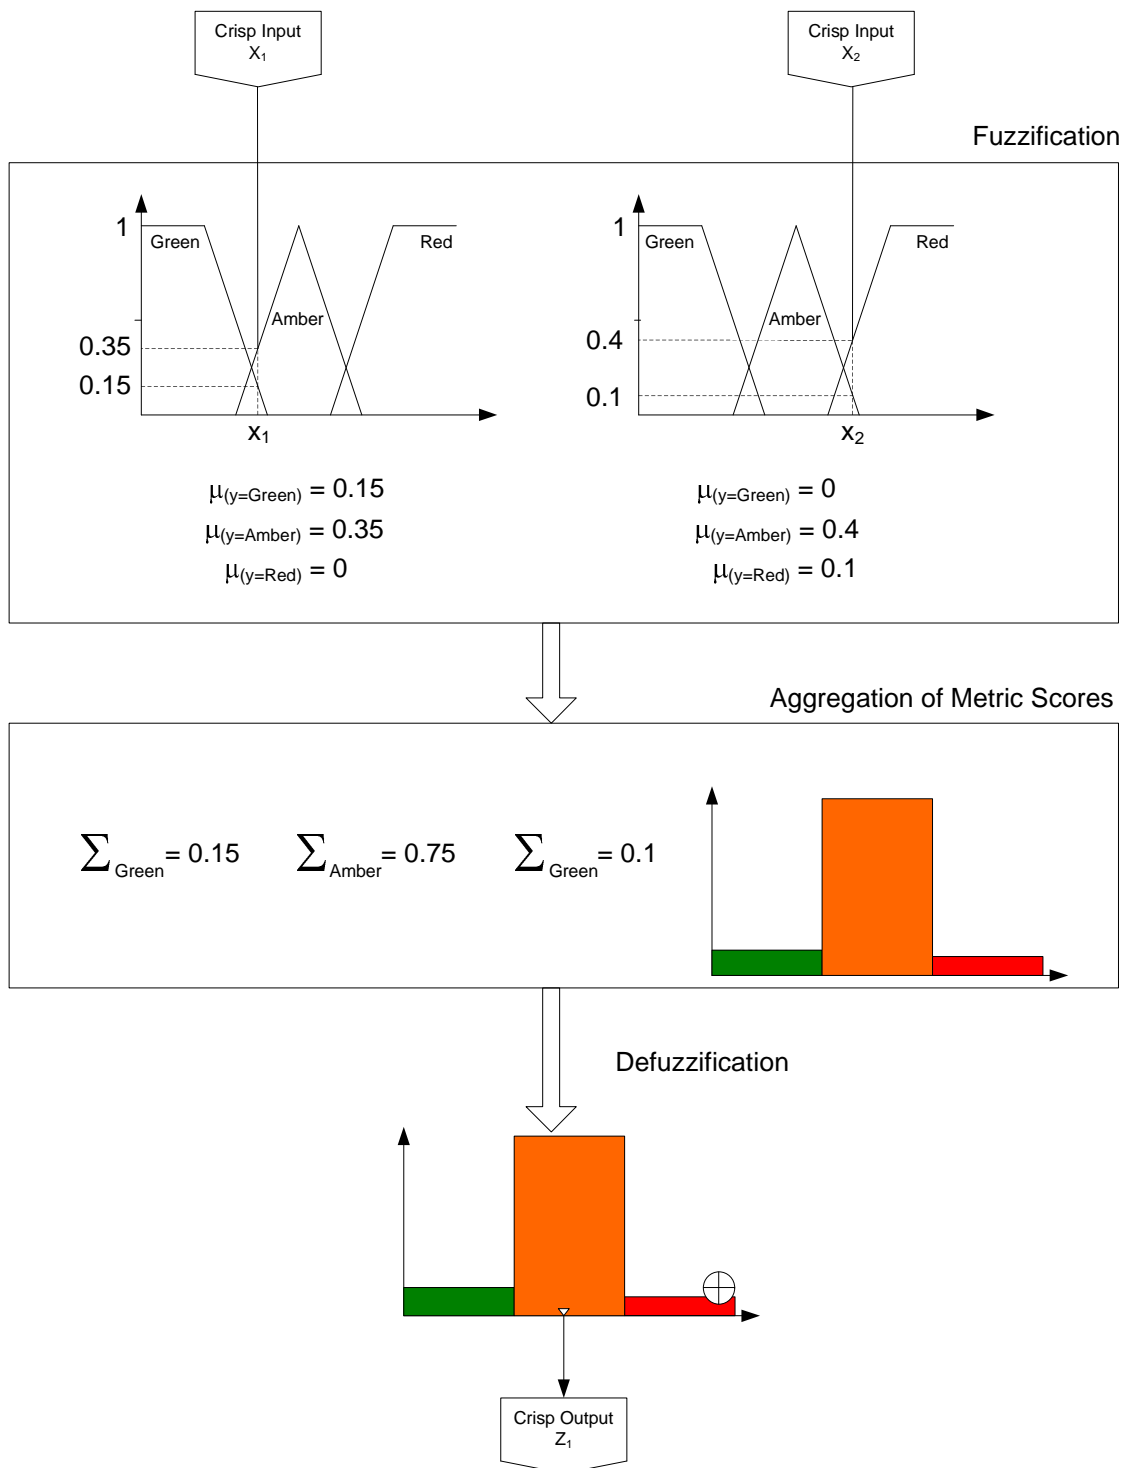 Crisp Input
X₁
Crisp Input
X₂
Fuzzification
1
Green
Red
Amber
0.35
0.15
x₁
1
Green
Red
Amber
0.4
0.1
x₂
μ(y=Green) = 0.15
μ(y=Amber) = 0.35
μ(y=Red) = 0
μ(y=Green) = 0
μ(y=Amber) = 0.4
μ(y=Red) = 0.1
Aggregation of Metric Scores
∑Green = 0.15
∑Amber = 0.75
∑Green = 0.1
Defuzzification
Crisp Output
Z₁